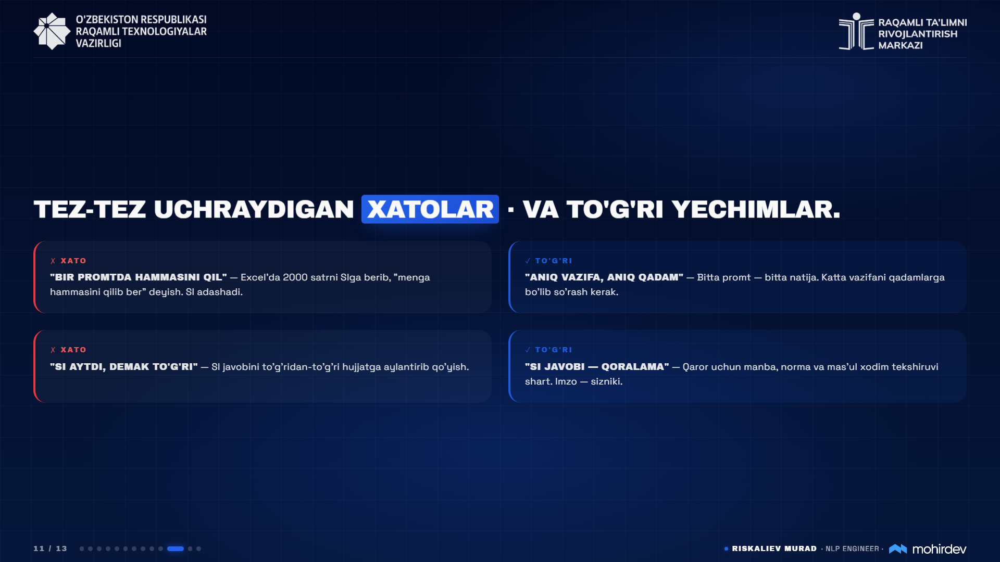 O'ZBEKISTON RESPUBLIKASI
RAQAMLI TEXNOLOGIYALAR
VAZIRLIGI
RAQAMLI TA'LIMNI
RIVOJLANTIRISH
MARKAZI
TEZ-TEZ UCHRAYDIGAN XATOLAR · VA TO'G'RI YECHIMLAR.
✗ XATO
"BIR PROMTDA HAMMASINI QIL" — Excel'da 2000 satrni SIga berib, "menga
hammasini qilib ber" deyish. SI adashadi.
✓ TO'G'RI
"ANIQ VAZIFA, ANIQ QADAM" — Bitta promt — bitta natija. Katta vazifani qadamlarga
bo'lib so'rash kerak.
✗ XATO
"SI AYTDI, DEMAK TO'G'RI" — SI javobini to'g'ridan-to'g'ri hujjatga aylantirib qo'yish.
✓ TO'G'RI
"SI JAVOBI — QORALAMA" — Qaror uchun manba, norma va mas'ul xodim tekshiruvi
shart. Imzo — sizniki.
11 / 13
RISKALIEV MURAD · NLP ENGINEER · mohirdev